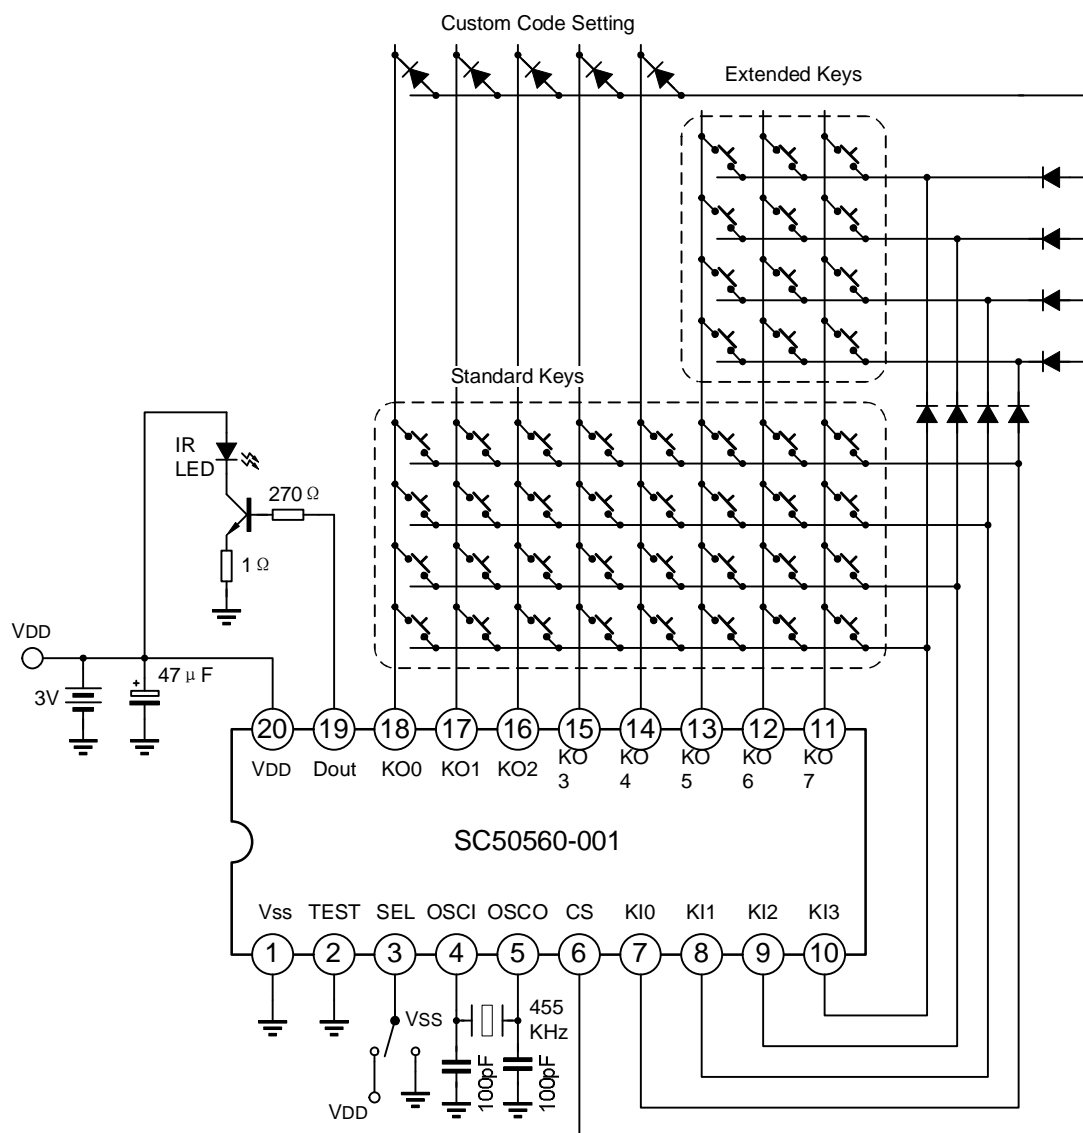 Custom Code Setting
Extended Keys
Standard Keys
IR
LED
270 Ω
1 Ω
VDD
47 μ F
+
3V
20
19
18
17
16
15
14
13
12
11
VDD
Dout
KO0
KO1
KO2
KO
3
KO
4
KO
5
KO
6
KO
7
SC50560-001
Vss
TEST
SEL
OSCI
OSCO
CS
KI0
KI1
KI2
KI3
1
2
3
4
5
6
7
8
9
10
VSS
455
KHz
100pF
100pF
VDD